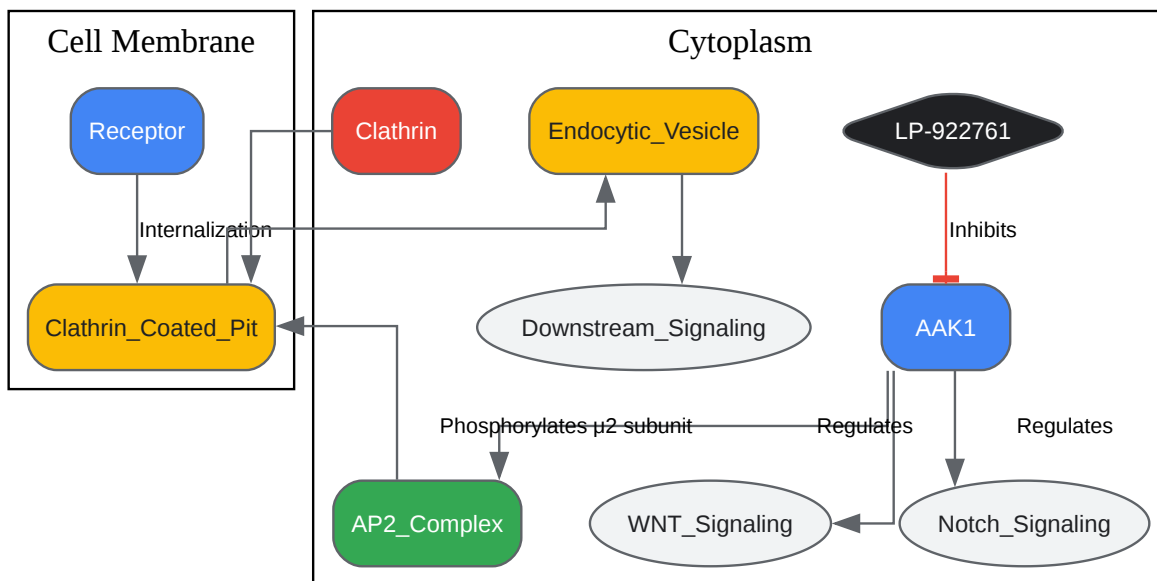 Cell Membrane
Cytoplasm
Receptor
Clathrin
Endocytic_Vesicle
LP-922761
Internalization
Inhibits
Clathrin_Coated_Pit
Downstream_Signaling
AAK1
Phosphorylates μ2 subunit
Regulates
Regulates
AP2_Complex
WNT_Signaling
Notch_Signaling